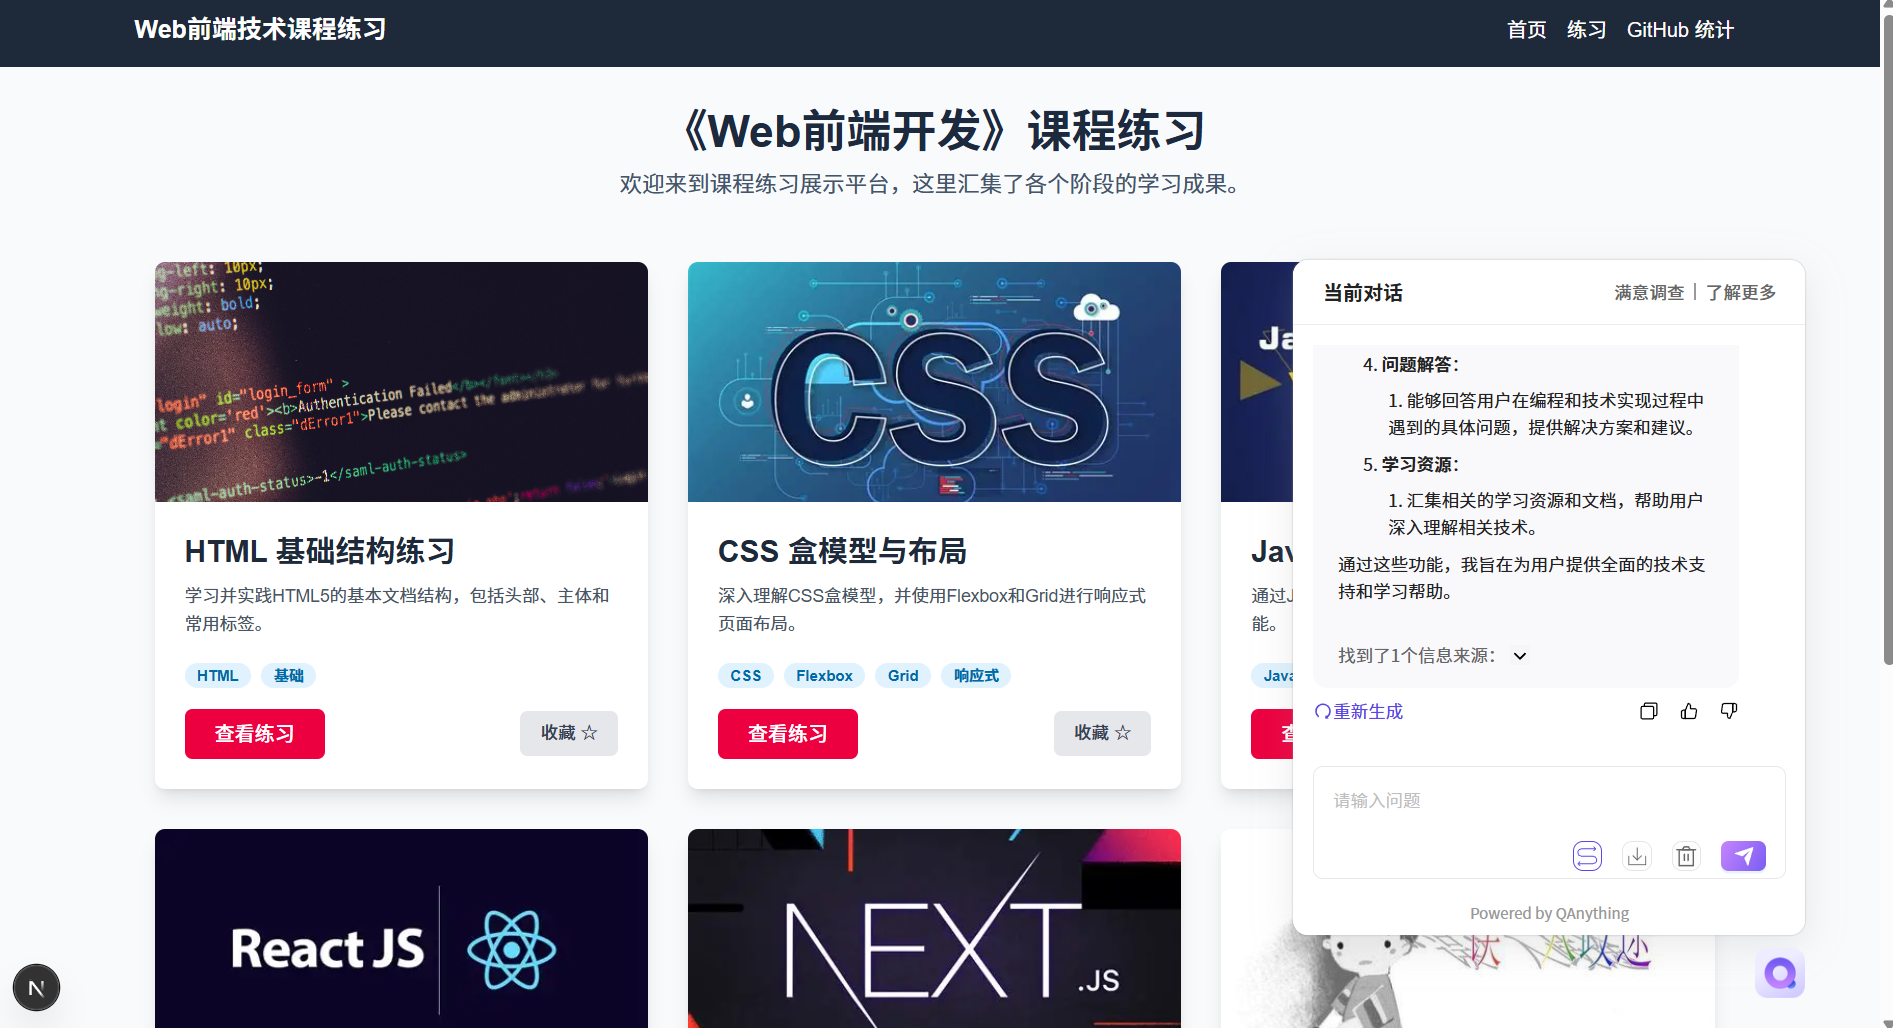 Web前端技术课程练习
首页 练习 GitHub 统计
《Web前端开发》课程练习
欢迎来到课程练习展示平台，这里汇集了各个阶段的学习成果。
g-left: 10px;
ng-right: 10px;
weight: bold;
low: auto;
login" id="login_form" >
color='red'><b>Authentication Failed</b></font></h3>
="dError1" class="dError1">Please contact the administrator for
<saml-auth-status>-1</saml-auth-status>
CSS
Ja
HTML 基础结构练习
学习并实践HTML5的基本文档结构，包括头部、主体和
常用标签。
HTML 基础
查看练习 收藏 ☆
CSS 盒模型与布局
深入理解CSS盒模型，并使用Flexbox和Grid进行响应式
页面布局。
CSS Flexbox Grid 响应式
查看练习 收藏 ☆
Jav
通过J
能。
Java
查
React JS
NEXT
.JS
当前对话
满意调查 | 了解更多
4. 问题解答：
1. 能够回答用户在编程和技术实现过程中
遇到的具体问题，提供解决方案和建议。
5. 学习资源：
1. 汇集相关的学习资源和文档，帮助用户
深入理解相关技术。
通过这些功能，我旨在为用户提供全面的技术支
持和学习帮助。
找到了1个信息来源：
重新生成
请输入问题
Powered by QAnything
N